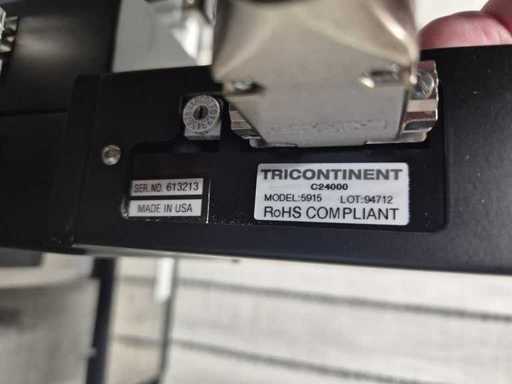 SER. NO. 613213
MADE IN USA
TRICONTINENT
C24000
MODEL:5915 LOT:94712
RoHS COMPLIANT